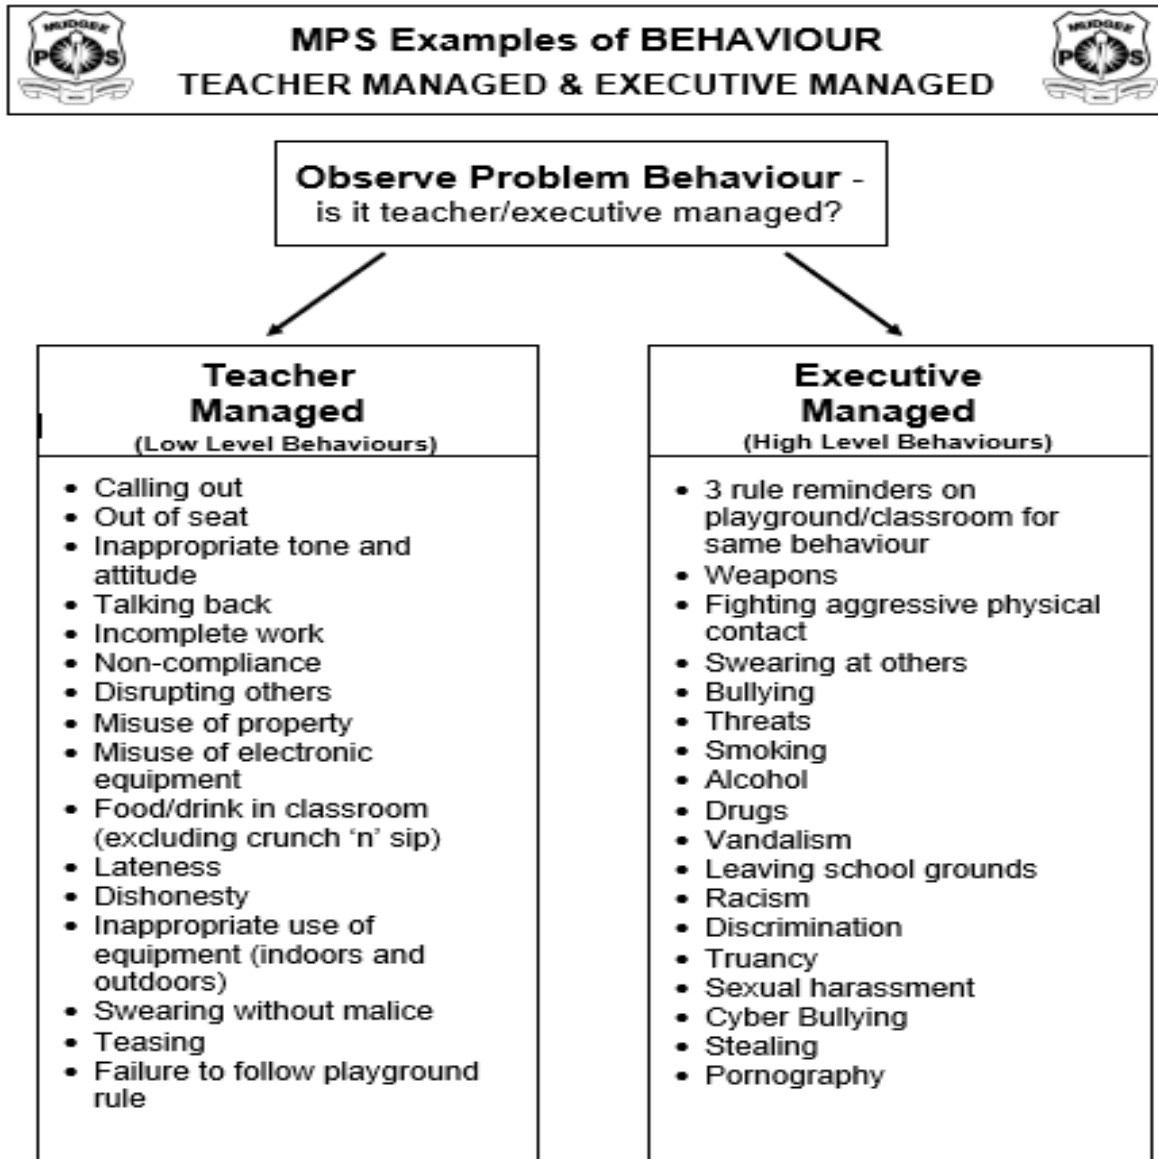 MUDGEE
P S
MPS Examples of BEHAVIOUR
TEACHER MANAGED & EXECUTIVE MANAGED
MUDGEE
P S
Observe Problem Behaviour -
is it teacher/executive managed?
Teacher
Managed
(Low Level Behaviours)
• Calling out
• Out of seat
• Inappropriate tone and
attitude
• Talking back
• Incomplete work
• Non-compliance
• Disrupting others
• Misuse of property
• Misuse of electronic
equipment
• Food/drink in classroom
(excluding crunch ‘n’ sip)
• Lateness
• Dishonesty
• Inappropriate use of
equipment (indoors and
outdoors)
• Swearing without malice
• Teasing
• Failure to follow playground
rule
Executive
Managed
(High Level Behaviours)
• 3 rule reminders on
playground/classroom for
same behaviour
• Weapons
• Fighting aggressive physical
contact
• Swearing at others
• Bullying
• Threats
• Smoking
• Alcohol
• Drugs
• Vandalism
• Leaving school grounds
• Racism
• Discrimination
• Truancy
• Sexual harassment
• Cyber Bullying
• Stealing
• Pornography